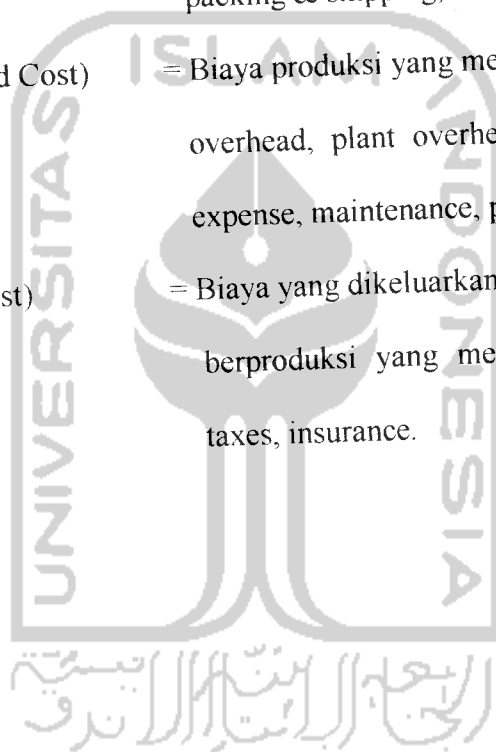 packing & shipping,
d Cost) = Biaya produksi yang me
overhead, plant overhe
expense, maintenance, p
st) = Biaya yang dikeluarkan
berproduksi yang me
taxes, insurance.
ISLAM
UNIVERSITAS
INDONESIA